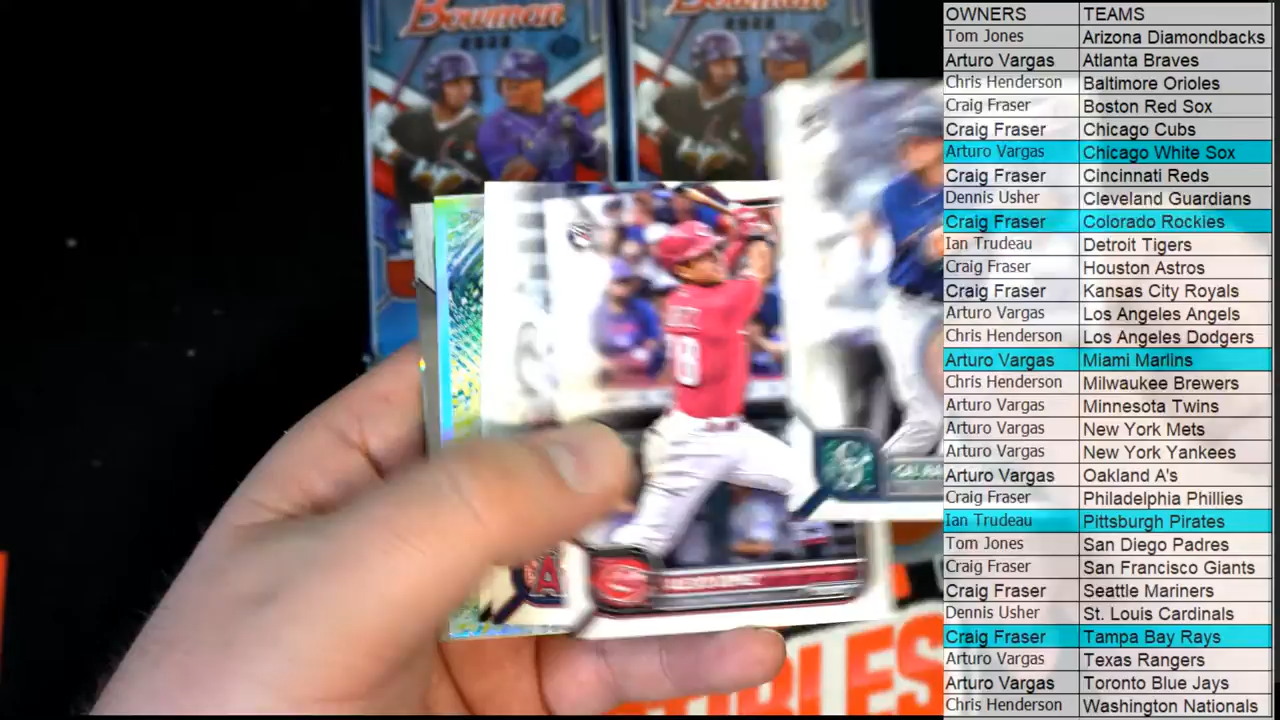 Bowman
2022
Bowman
2022
OWNERS TEAMS
Tom Jones Arizona Diamondbacks
Arturo Vargas Atlanta Braves
Chris Henderson Baltimore Orioles
Craig Fraser Boston Red Sox
Craig Fraser Chicago Cubs
Arturo Vargas Chicago White Sox
Craig Fraser Cincinnati Reds
Dennis Usher Cleveland Guardians
Craig Fraser Colorado Rockies
Ian Trudeau Detroit Tigers
Craig Fraser Houston Astros
Craig Fraser Kansas City Royals
Arturo Vargas Los Angeles Angels
Chris Henderson Los Angeles Dodgers
Arturo Vargas Miami Marlins
Chris Henderson Milwaukee Brewers
Arturo Vargas Minnesota Twins
Arturo Vargas New York Mets
Arturo Vargas New York Yankees
Arturo Vargas Oakland A's
Craig Fraser Philadelphia Phillies
Ian Trudeau Pittsburgh Pirates
Tom Jones San Diego Padres
Craig Fraser San Francisco Giants
Craig Fraser Seattle Mariners
Dennis Usher St. Louis Cardinals
Craig Fraser Tampa Bay Rays
Arturo Vargas Texas Rangers
Arturo Vargas Toronto Blue Jays
Chris Henderson Washington Nationals